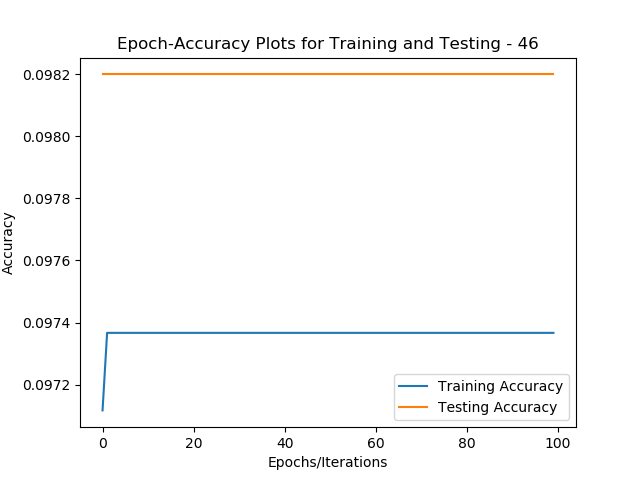 Epoch-Accuracy Plots for Training and Testing - 46
0.0982
0.0980
0.0978
0.0976
0.0974
0.0972
Accuracy
0
20
40
60
80
100
Epochs/Iterations
Training Accuracy
Testing Accuracy